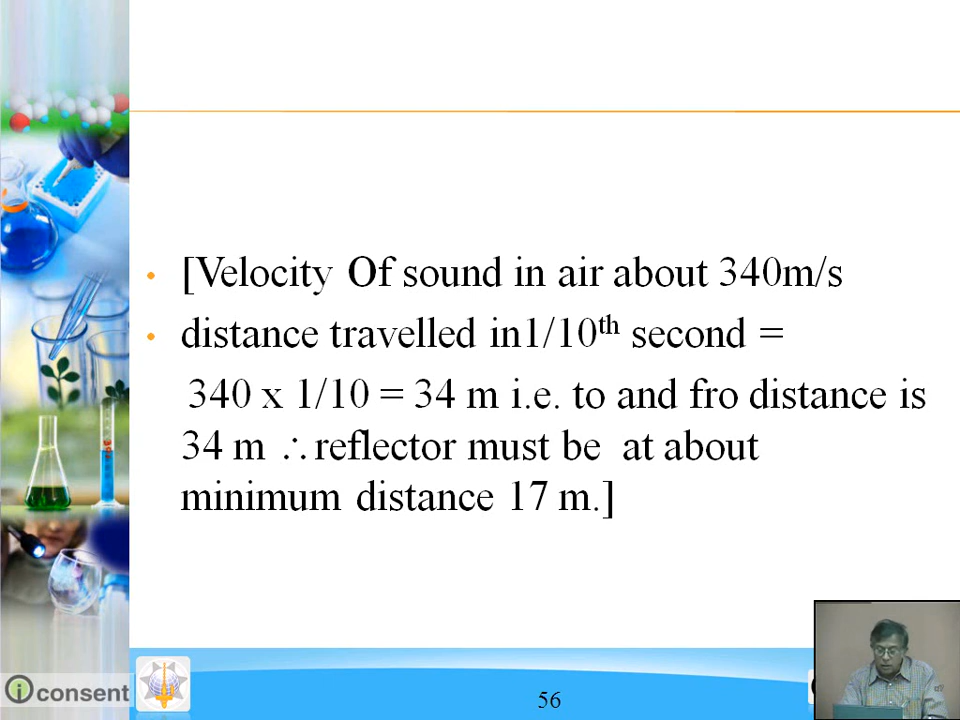 [Velocity Of sound in air about 340m/s
distance travelled in1/10th second =
340 x 1/10 = 34 m i.e. to and fro distance is
34 m ∴ reflector must be at about
minimum distance 17 m.]
iconsent
56